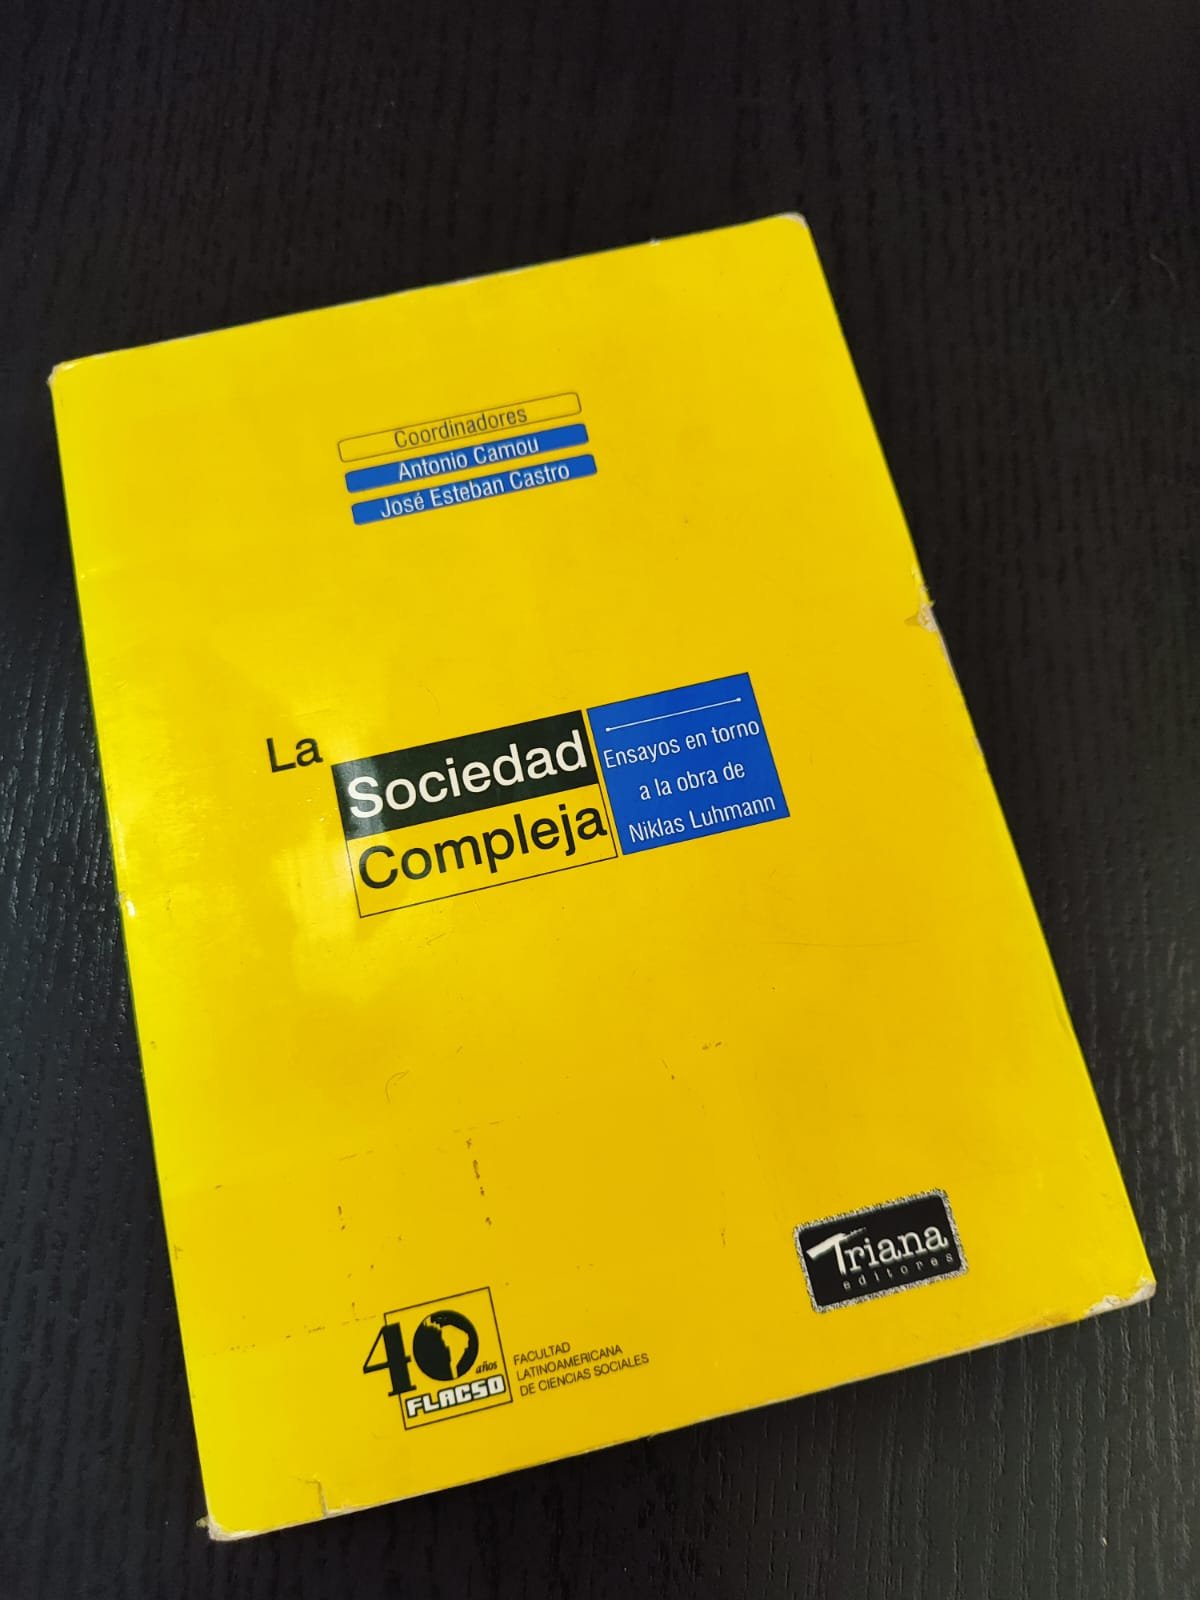 Coordinadores
Antonio Camou
José Esteban Castro
La
Sociedad
Compleja
Ensayos en torno
a la obra de
Niklas Luhmann
Triana
editores
40
años
FLACSO
FACULTAD
LATINOAMERICANA
DE CIENCIAS SOCIALES